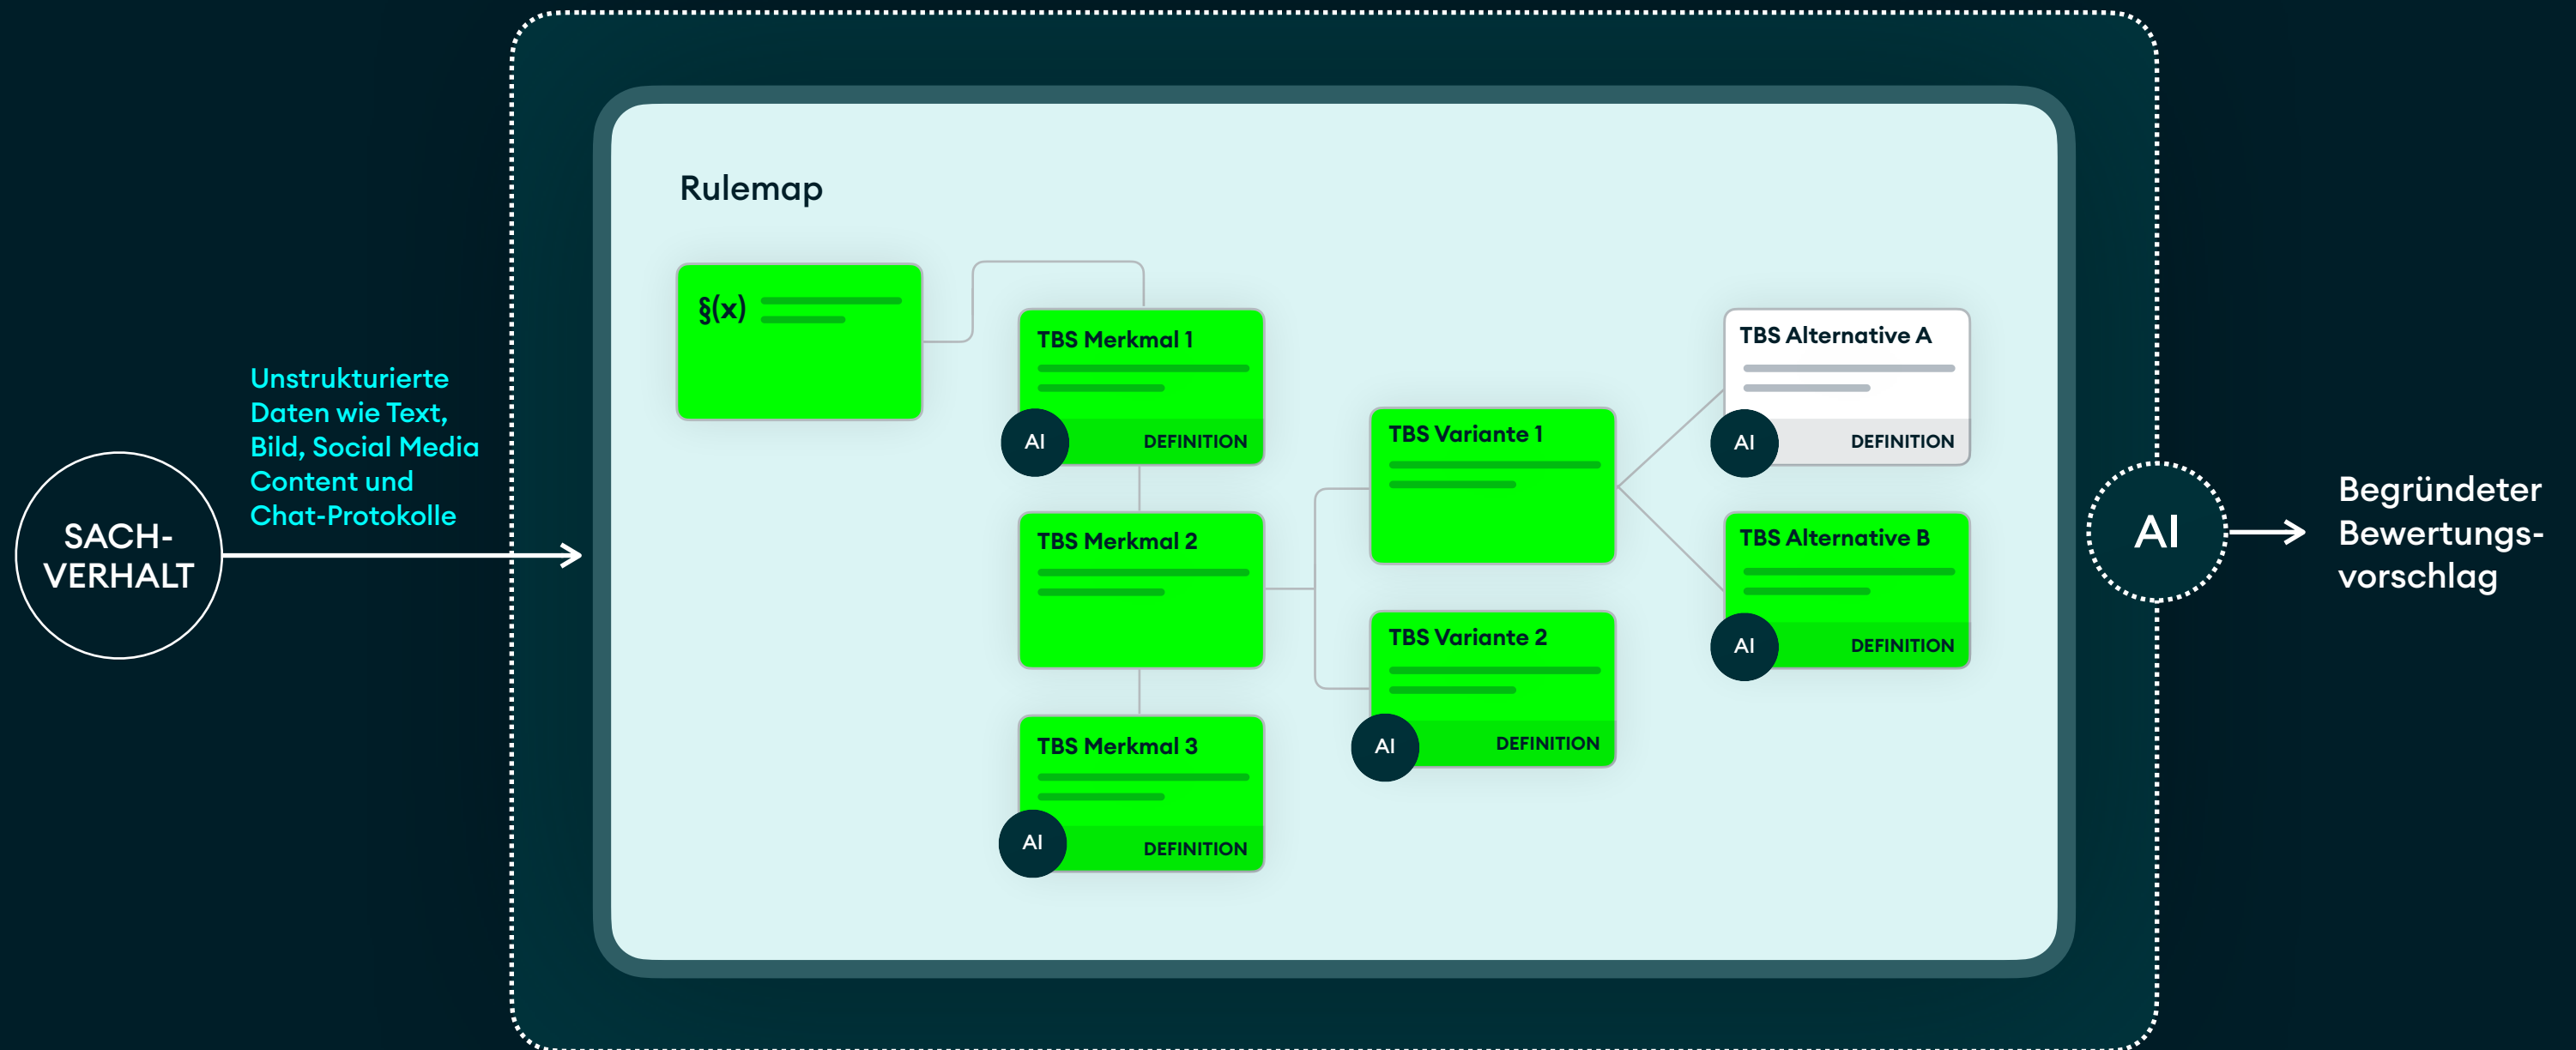 SACH-
VERHALT
Unstrukturierte
Daten wie Text,
Bild, Social Media
Content und
Chat-Protokolle
Rulemap
§(x)
TBS Merkmal 1
AI
DEFINITION
TBS Merkmal 2
TBS Merkmal 3
AI
DEFINITION
TBS Variante 1
TBS Variante 2
AI
DEFINITION
TBS Alternative A
AI
DEFINITION
TBS Alternative B
AI
DEFINITION
AI
Begründeter
Bewertungs-
vorschlag